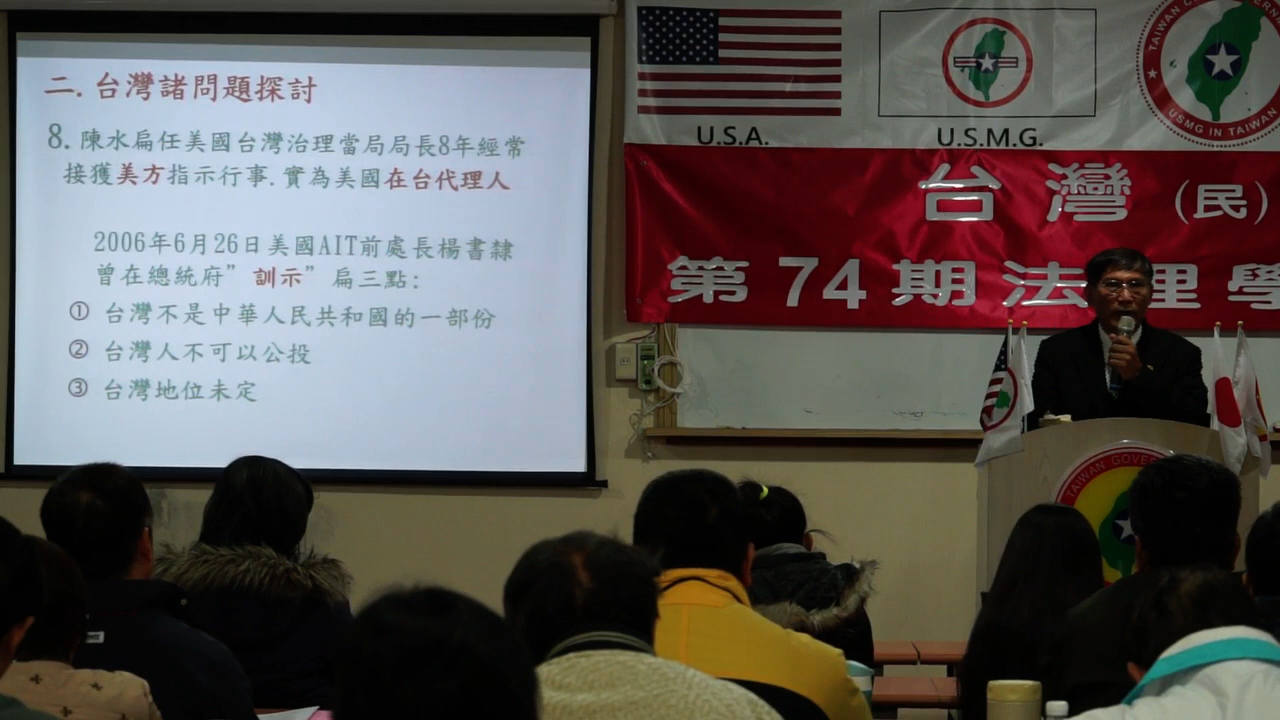 二.台灣諸問題探討
8.陳水扁任美國台灣治理當局局長8年經常
接獲美方指示行事.實為美國在台代理人
2006年6月26日美國AIT前處長楊書隸
曾在總統府"訓示"扁三點:
① 台灣不是中華人民共和國的一部份
② 台灣人不可以公投
③ 台灣地位未定
U.S.A.
U.S.M.G.
TAIWAN C
USMG IN TAIWAN
台灣(民)
第74期法理學
TAIWAN GOVE